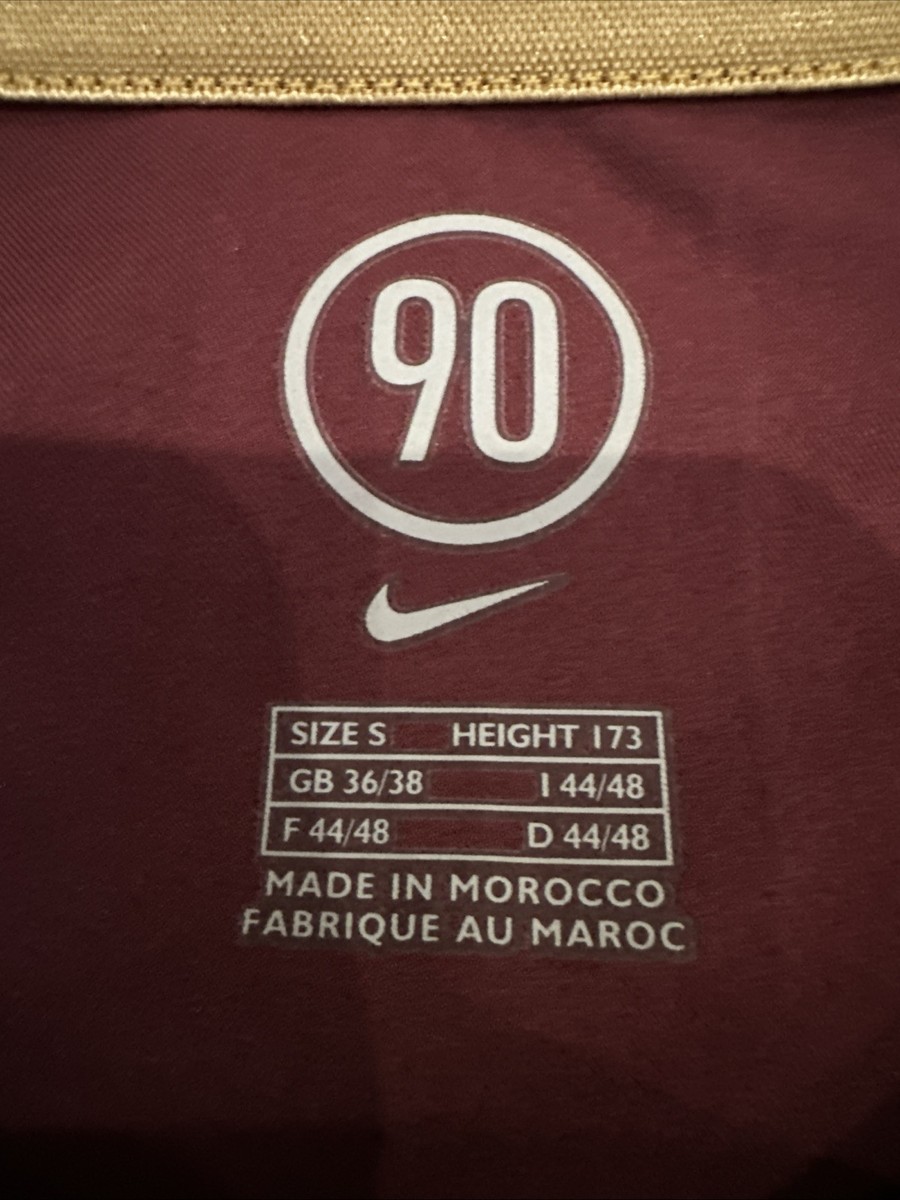 90
SIZE S HEIGHT 173
GB 36/38 I 44/48
F 44/48 D 44/48
MADE IN MOROCCO
FABRIQUE AU MAROC